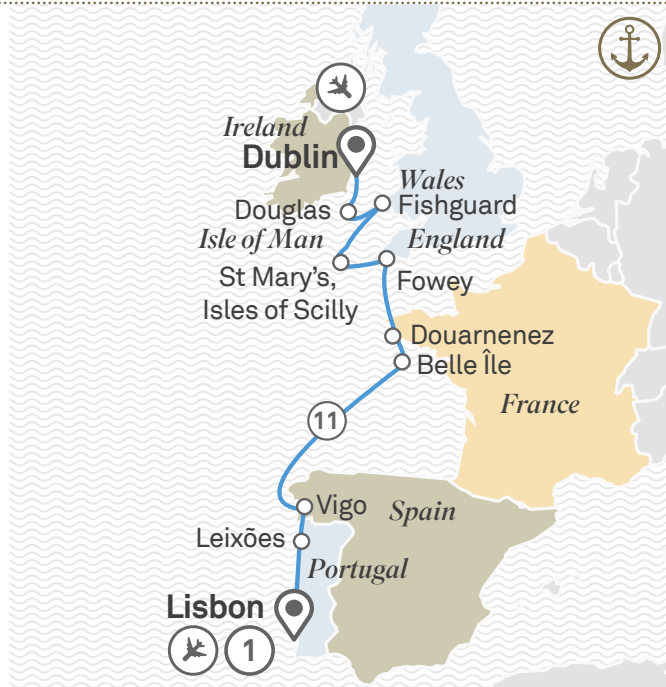 Ireland
Dublin
Wales
Douglas
Fishguard
Isle of Man
England
St Mary's,
Isles of Scilly
Fowey
Douarnenez
Belle Île
France
11
Vigo
Spain
Leixões
Portugal
Lisbon
1